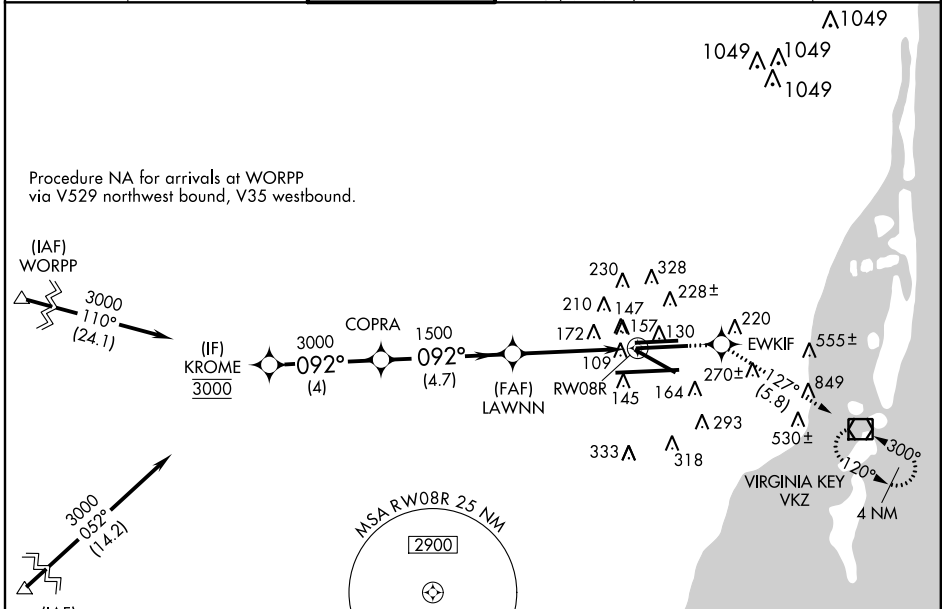 1049
1049
1049
1049
Procedure NA for arrivals at WORPP
via V529 northwest bound, V35 westbound.
(IAF)
WORPP
3000
110°
(24.1)
(IF)
KROME
3000
3000
092°
(4)
COPRA
1500
092°
(4.7)
(FAF)
LAWNN
230
328
210
147
228±
172
157
130
220
EWKIF
109
RW08R
145
164
270±
127°
(5.8)
555±
849
530±
293
333
318
300°
120°
VIRGINIA KEY
VKZ
4 NM
3000
052°
(14.2)
MSA RW08R 25 NM
2900
(IAF)